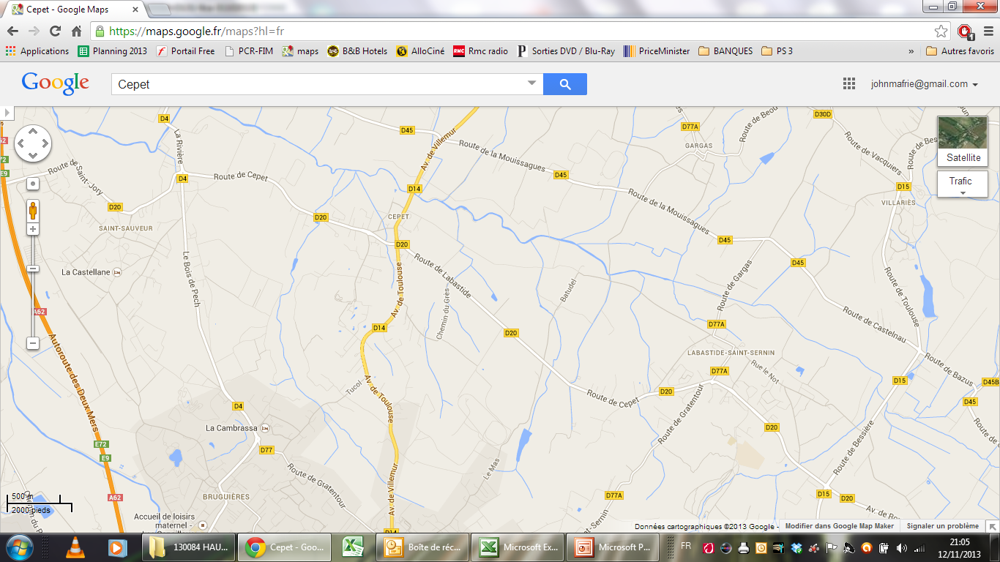 Cepet - Google Maps
https://maps.google.fr/maps?hl=fr
1
Applications
Planning 2013
Portail Free
PCR-FIM
maps
B&B Hotels
AlloCiné
Rmc radio
Sorties DVD / Blu-Ray
PriceMinister
BANQUES
PS 3
»
Autres favoris
Google
Cepet
johnmafrie@gmail.com
D4
D45
D77A
D30D
Route de Beou
La Rivière
Av. de Villemur
Route de la Mouissagues
GARGAS
Route de Vacquiers
Satellite
Route de Saint-Jory
D4
Route de Cepet
D45
D15
Trafic
E9
D14
Route de la Mouissagues
VILLARIÈS
D20
D20
CEPET
SAINT-SAUVEUR
D20
D45
Le Bois de Pech
Route de Labastide
D45
La Castellane
Av. de Toulouse
Route de Gargas
Route de Toulouse
Chemin du Grès
Batudel
A62
D14
D20
D77A
Route de Castelnau
Autoroute des Deux Mers
LABASTIDE-SAINT-SERNIN
Rue le Not
Route de Bazus
D77A
D15
D45B
Tucol
Av. de Toulouse
D20
Route de Cepet
D45
D4
La Cambrassa
Route de Gratentour
D20
E72
E9
D77
Route de Bessière
Route de Gratentour
Le Mas
Av. de Villemur
A62
BRUGUIÈRES
D77A
D15
D20
500 m
2000 pieds
Accueil de loisirs
maternel -
D14
Données cartographiques ©2013 Google -
Modifier dans Google Map Maker
Signaler un problème
130084 HAU...
Cepet - Goo...
Boîte de réc...
Microsoft Ex...
Microsoft P...
FR
21:05
12/11/2013